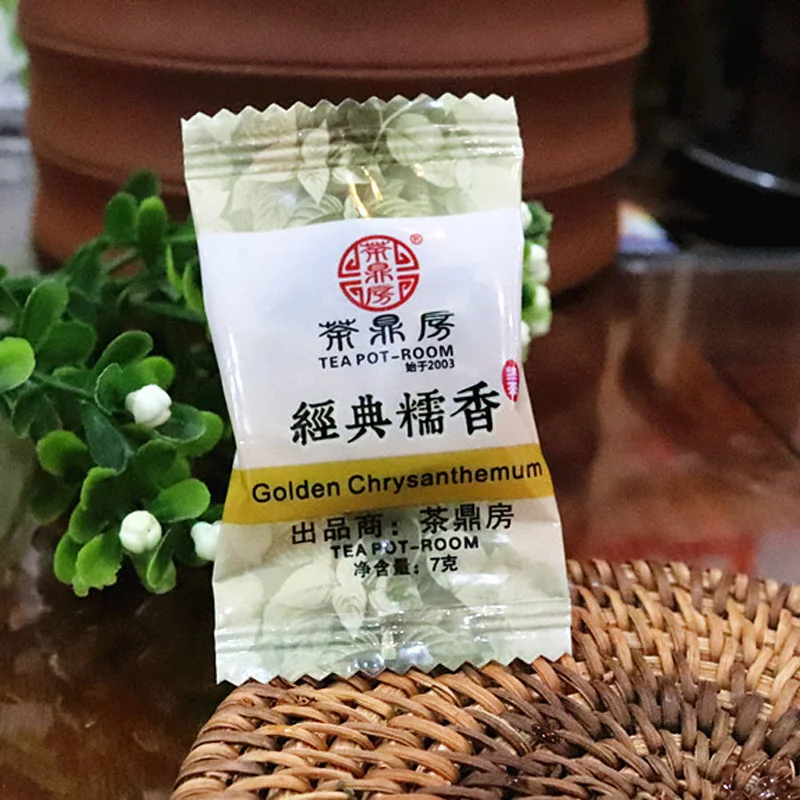 茶鼎房
®
茶鼎房
TEA POT-ROOM
始于2003
經典糯香
Golden Chrysanthemum
出品商：茶鼎房
TEA POT-ROOM
净含量：7克